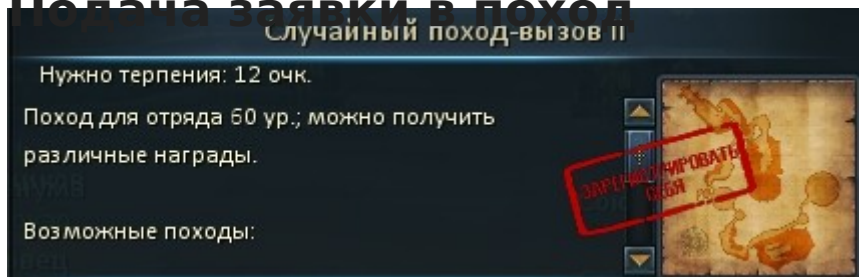 Подача заявки в поход
Случайный поход-вызов II
Нужно терпения: 12 очк.
Поход для отряда 60 ур.; можно получить
различные награды.
ЗАРЕГИСТРИРОВАТЬ
СЕБЯ
Возможные походы: